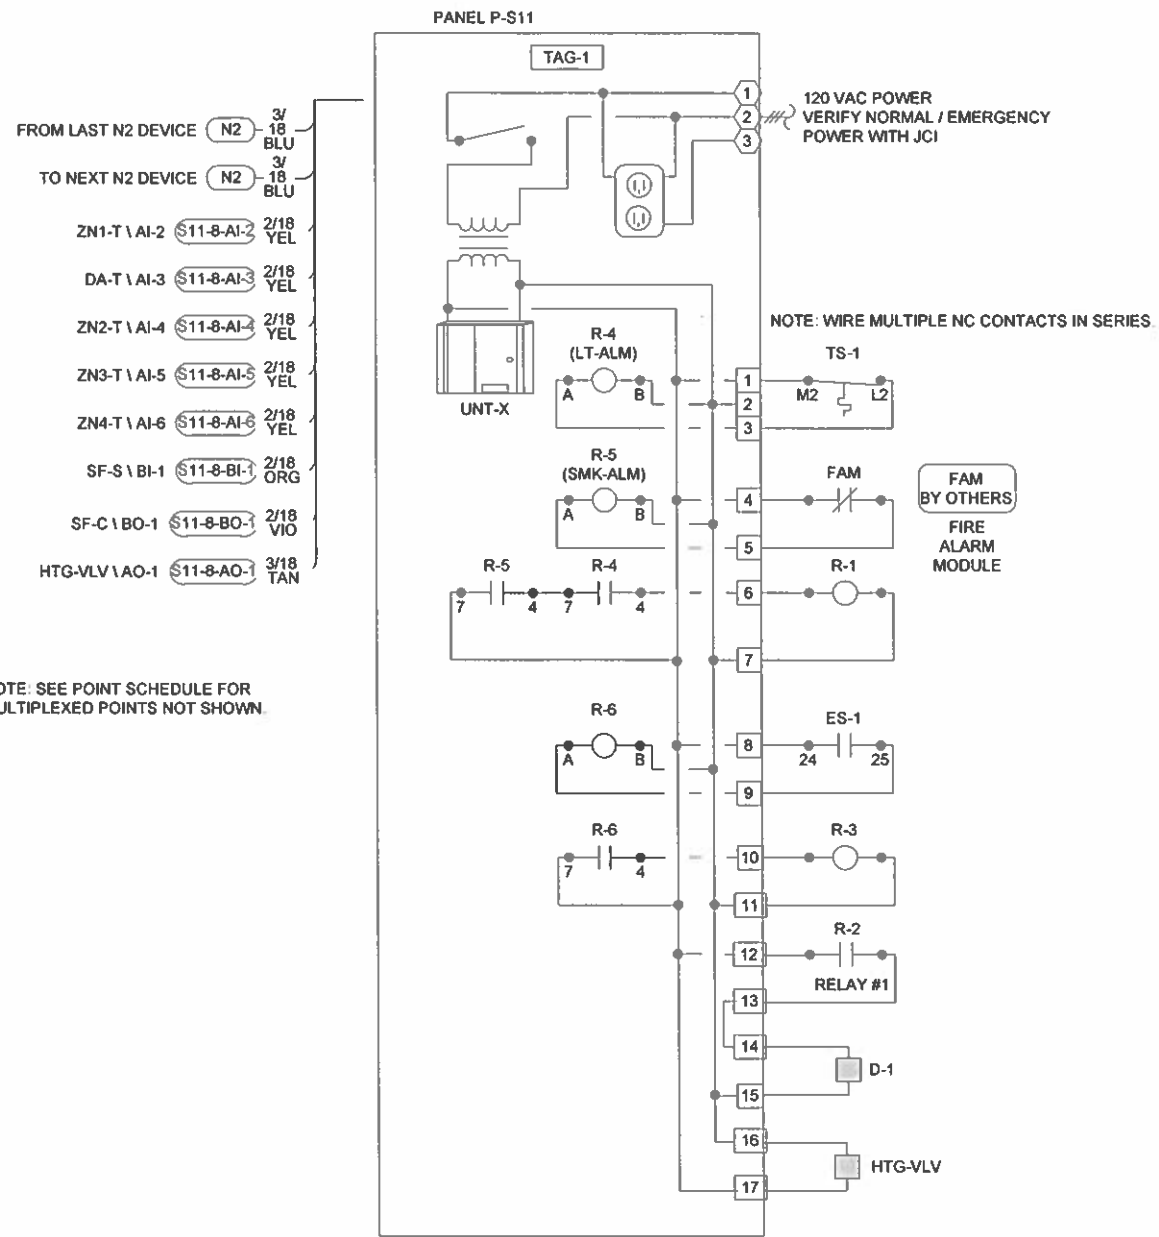 PANEL P-S11
TAG-1
1
2
3
120 VAC POWER
VERIFY NORMAL / EMERGENCY
POWER WITH JCI
FROM LAST N2 DEVICE N2 3/
18
BLU
TO NEXT N2 DEVICE N2 3/
18
BLU
ZN1-T \ AI-2 S11-8-AI-2 2/18
YEL
DA-T \ AI-3 S11-8-AI-3 2/18
YEL
ZN2-T \ AI-4 S11-8-AI-4 2/18
YEL
ZN3-T \ AI-5 S11-8-AI-5 2/18
YEL
ZN4-T \ AI-6 S11-8-AI-6 2/18
YEL
SF-S \ BI-1 S11-8-BI-1 2/18
ORG
SF-C \ BO-1 S11-8-BO-1 2/18
VIO
HTG-VLV \ AO-1 S11-8-AO-1 3/18
TAN
OTE: SEE POINT SCHEDULE FOR
ULTIPLEXED POINTS NOT SHOWN.
UNT-X
NOTE: WIRE MULTIPLE NC CONTACTS IN SERIES.
R-4
(LT-ALM)
A B
1
2
3
TS-1
M2 L2
R-5
(SMK-ALM)
A B
4
5
FAM
FAM
BY OTHERS
FIRE
ALARM
MODULE
R-5 R-4
7 4 7 4
6
7
R-1
R-6
A B
8
9
ES-1
24 25
R-6
7 4
10
11
R-3
12
13
R-2
RELAY #1
14
15
D-1
16
17
HTG-VLV